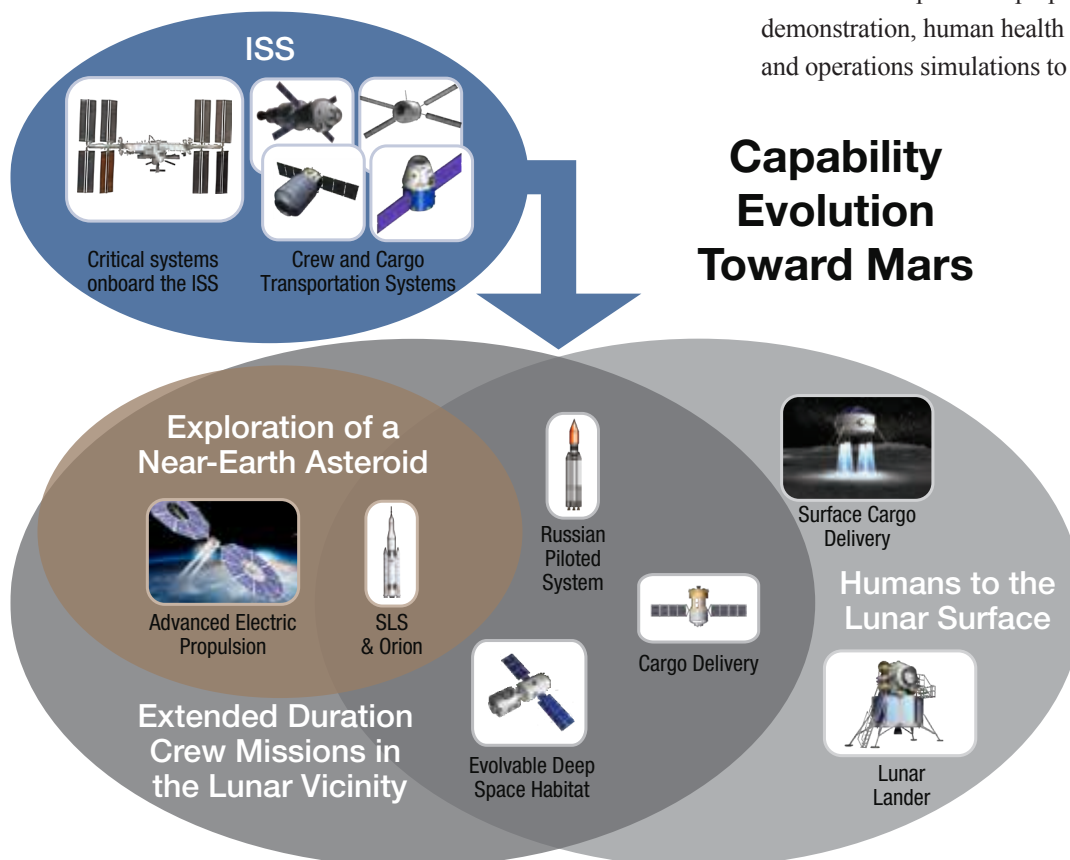 demonstration, human health
and operations simulations to
ISS
Critical systems
onboard the ISS
Crew and Cargo
Transportation Systems
Capability
Evolution
Toward Mars
Exploration of a
Near-Earth Asteroid
Advanced Electric
Propulsion
SLS
& Orion
Russian
Piloted
System
Cargo Delivery
Evolvable Deep
Space Habitat
Extended Duration
Crew Missions in
the Lunar Vicinity
Surface Cargo
Delivery
Humans to the
Lunar Surface
Lunar
Lander